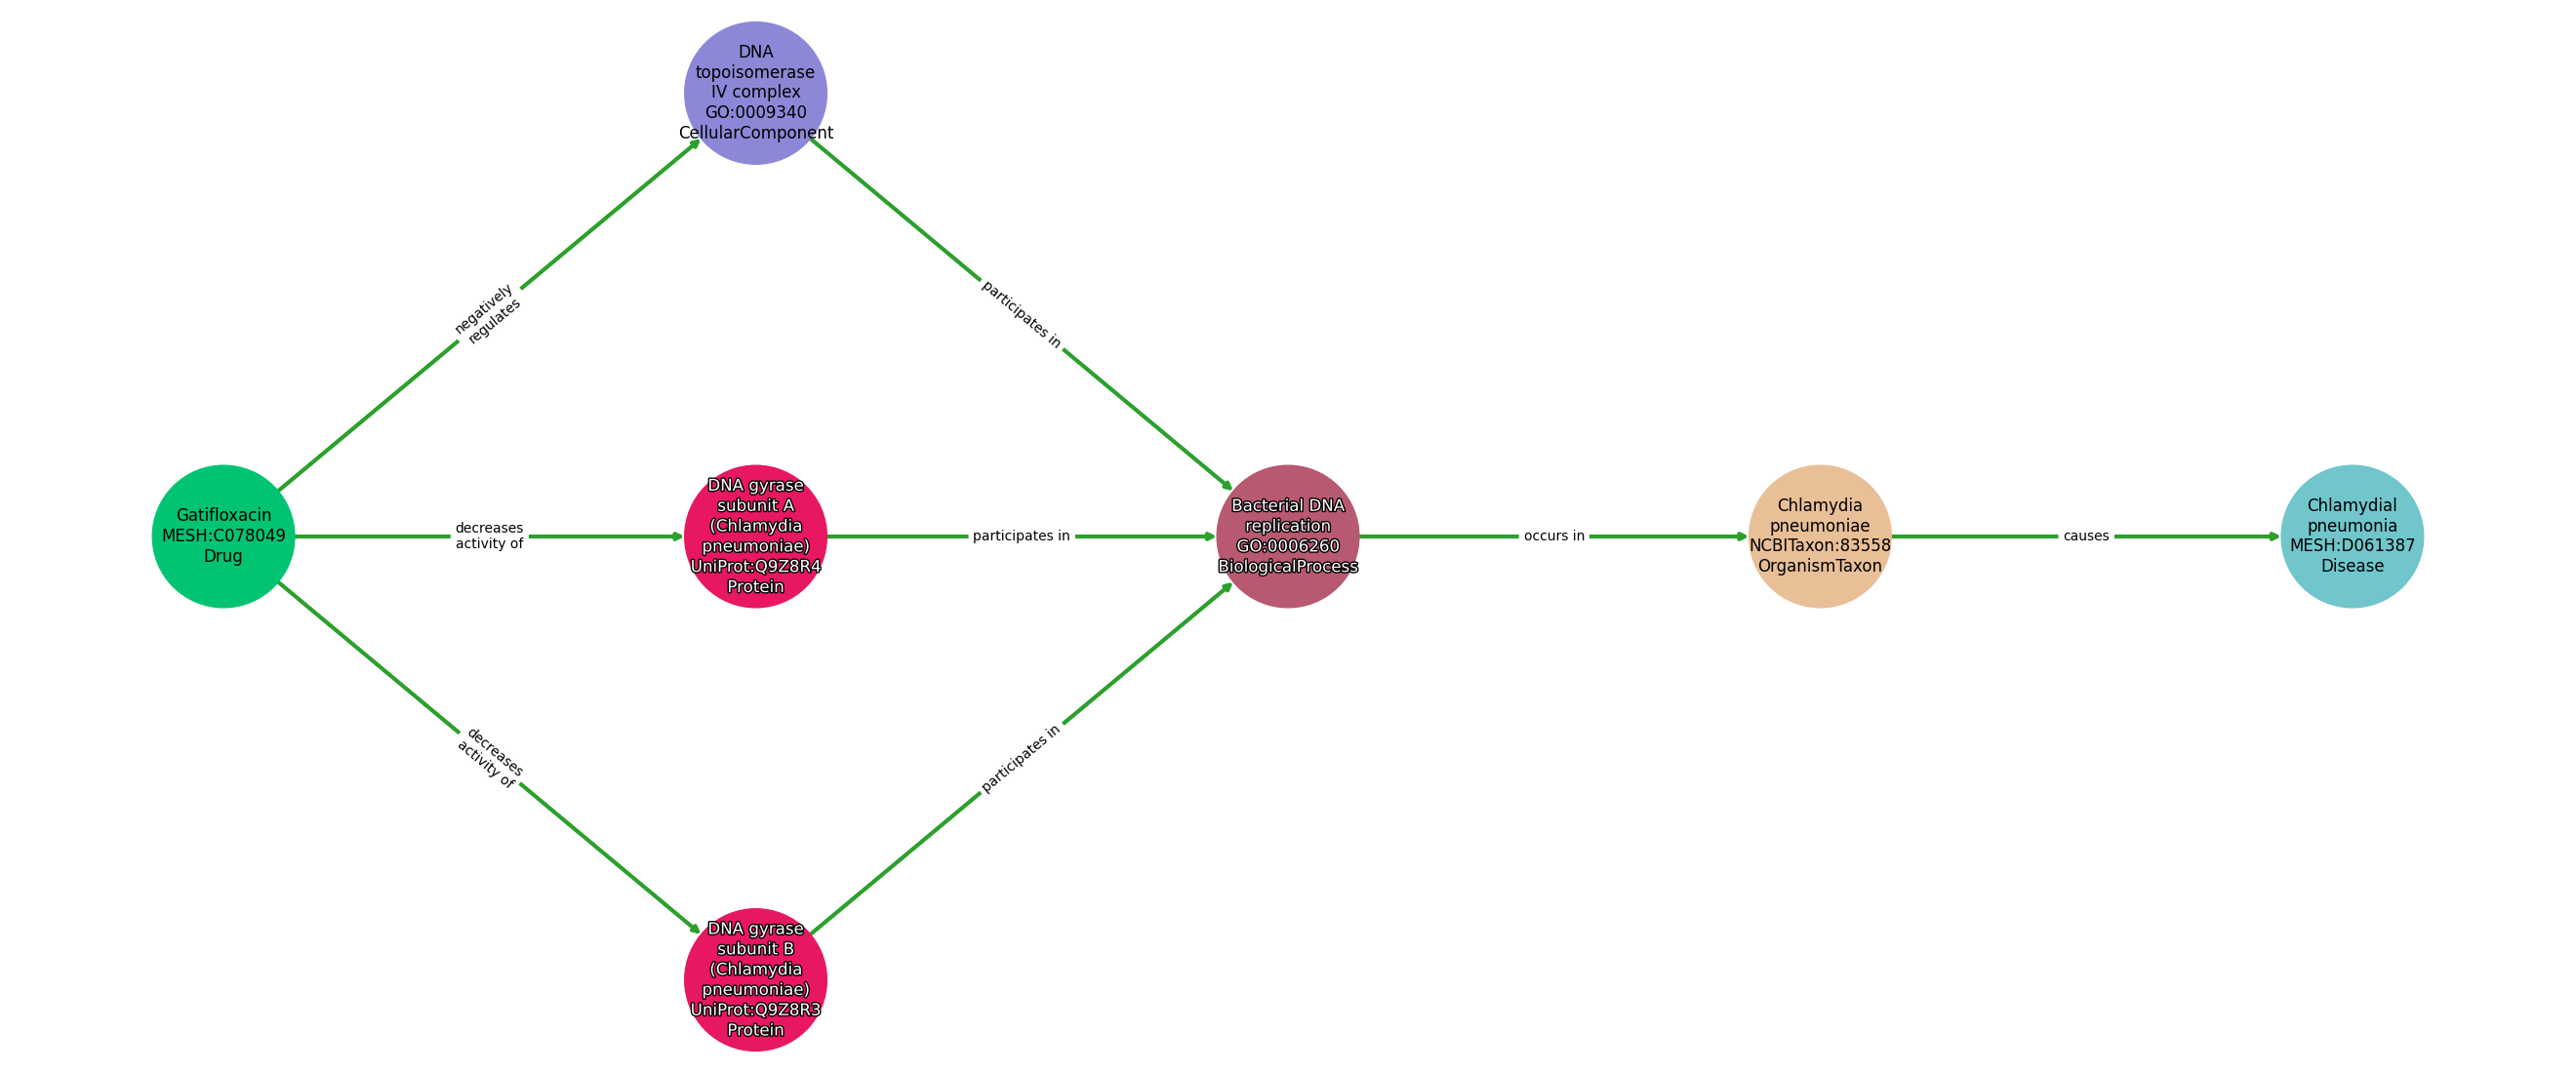 DNA
topoisomerase
IV complex
GO:0009340
CellularComponent
negatively
regulates
participates in
Gatifloxacin
MESH:C078049
Drug
decreases
activity of
DNA gyrase
subunit A
(Chlamydia
pneumoniae)
UniProt:Q9Z8R4
Protein
participates in
Bacterial DNA
replication
GO:0006260
BiologicalProcess
occurs in
Chlamydia
pneumoniae
NCBITaxon:83558
OrganismTaxon
causes
Chlamydial
pneumonia
MESH:D061387
Disease
decreases
activity of
participates in
DNA gyrase
subunit B
(Chlamydia
pneumoniae)
UniProt:Q9Z8R3
Protein